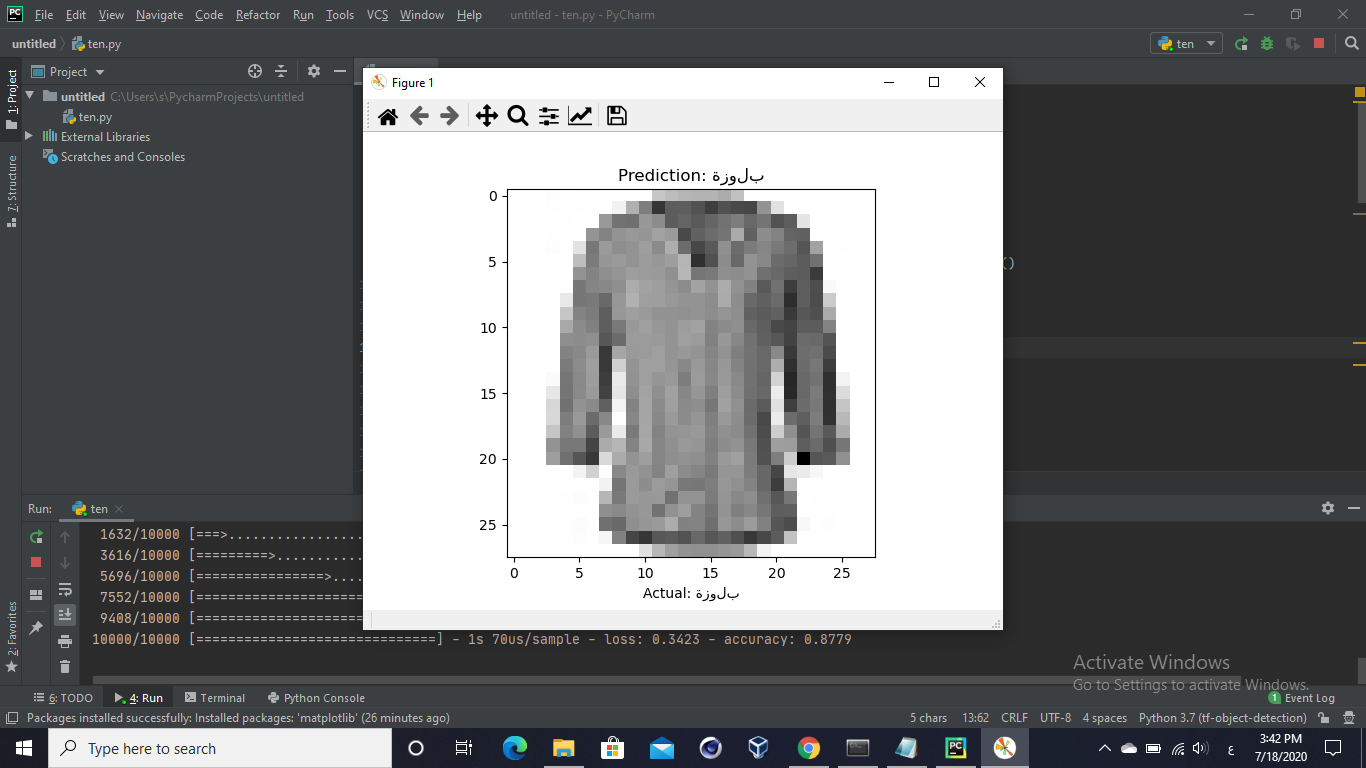 File Edit View Navigate Code Refactor Run Tools VCS Window Help untitled - ten.py - PyCharm
untitled ten.py ten
1: Project
Project
untitled C:\Users\s\PycharmProjects\untitled
ten.py
External Libraries
Scratches and Consoles
7: Structure
2: Favorites
Figure 1
Prediction: بلوزة
0
5
10
15
20
25
0 5 10 15 20 25
Actual: بلوزة
()
Run: ten
1632/10000 [===>..................
3616/10000 [=========>............
5696/10000 [================>.....
7552/10000 [======================
9408/10000 [======================
10000/10000 [==============================] - 1s 70us/sample - loss: 0.3423 - accuracy: 0.8779
Activate Windows
Go to Settings to activate Windows.
6: TODO 4: Run Terminal Python Console 1 Event Log
Packages installed successfully: Installed packages: 'matplotlib' (26 minutes ago) 5 chars 13:62 CRLF UTF-8 4 spaces Python 3.7 (tf-object-detection)
Type here to search
ع
3:42 PM
7/18/2020